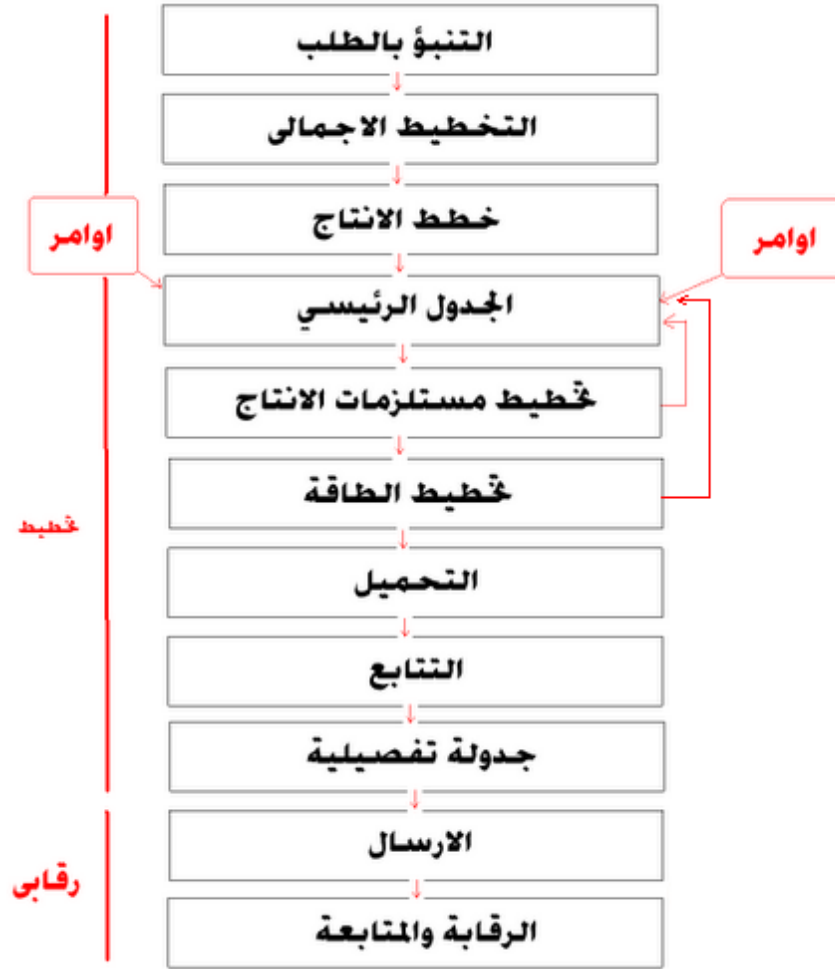 التنبؤ بالطلب
التخطيط الاجمالى
خطط الانتاج
اوامر
اوامر
الجدول الرئيسي
تخطيط مستلزمات الانتاج
تخطيط الطاقة
تخطيط
التحميل
التتابع
جدولة تفصيلية
الارسال
رقابى
الرقابة والمتابعة